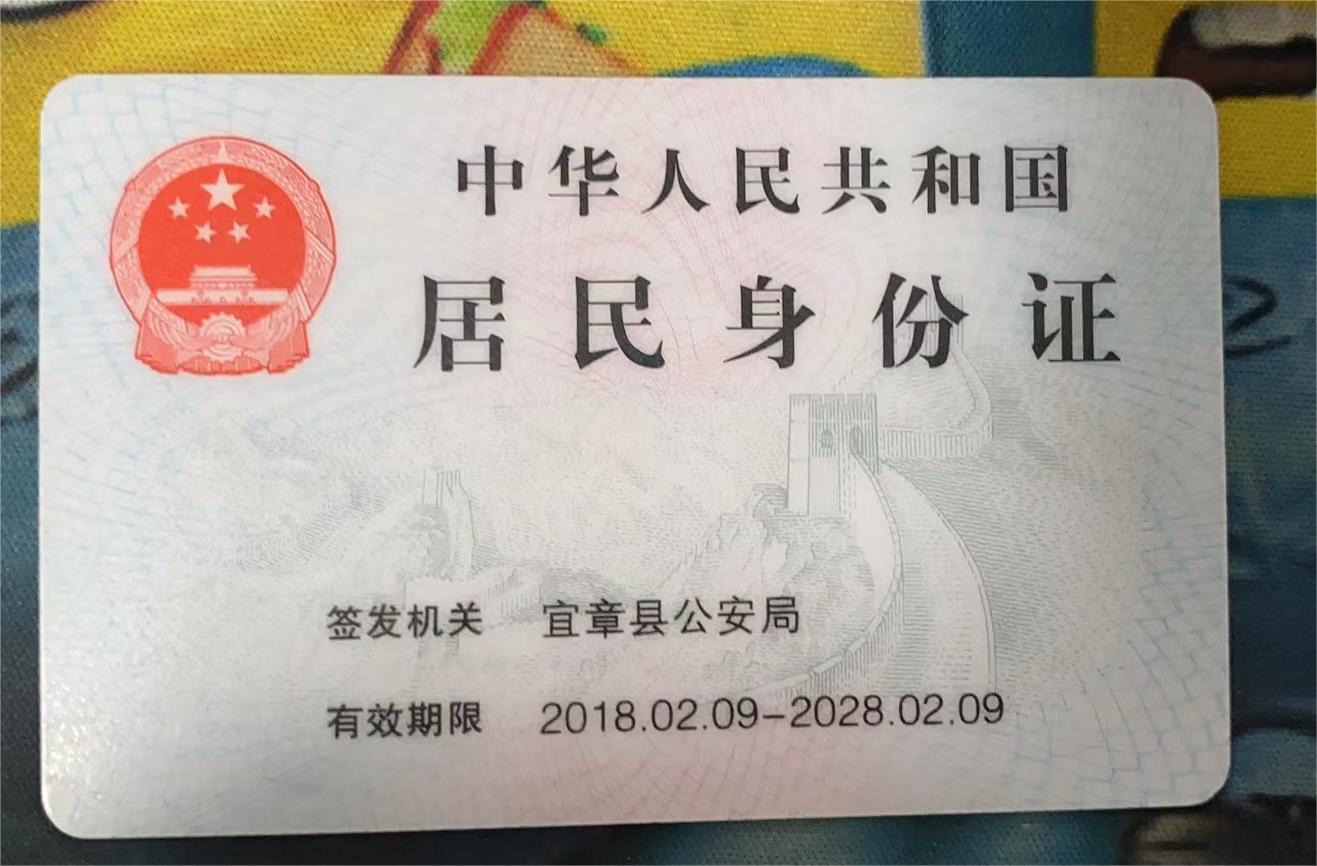 中华人民共和国
居民身份证
签发机关 宜章县公安局
有效期限 2018.02.09-2028.02.09